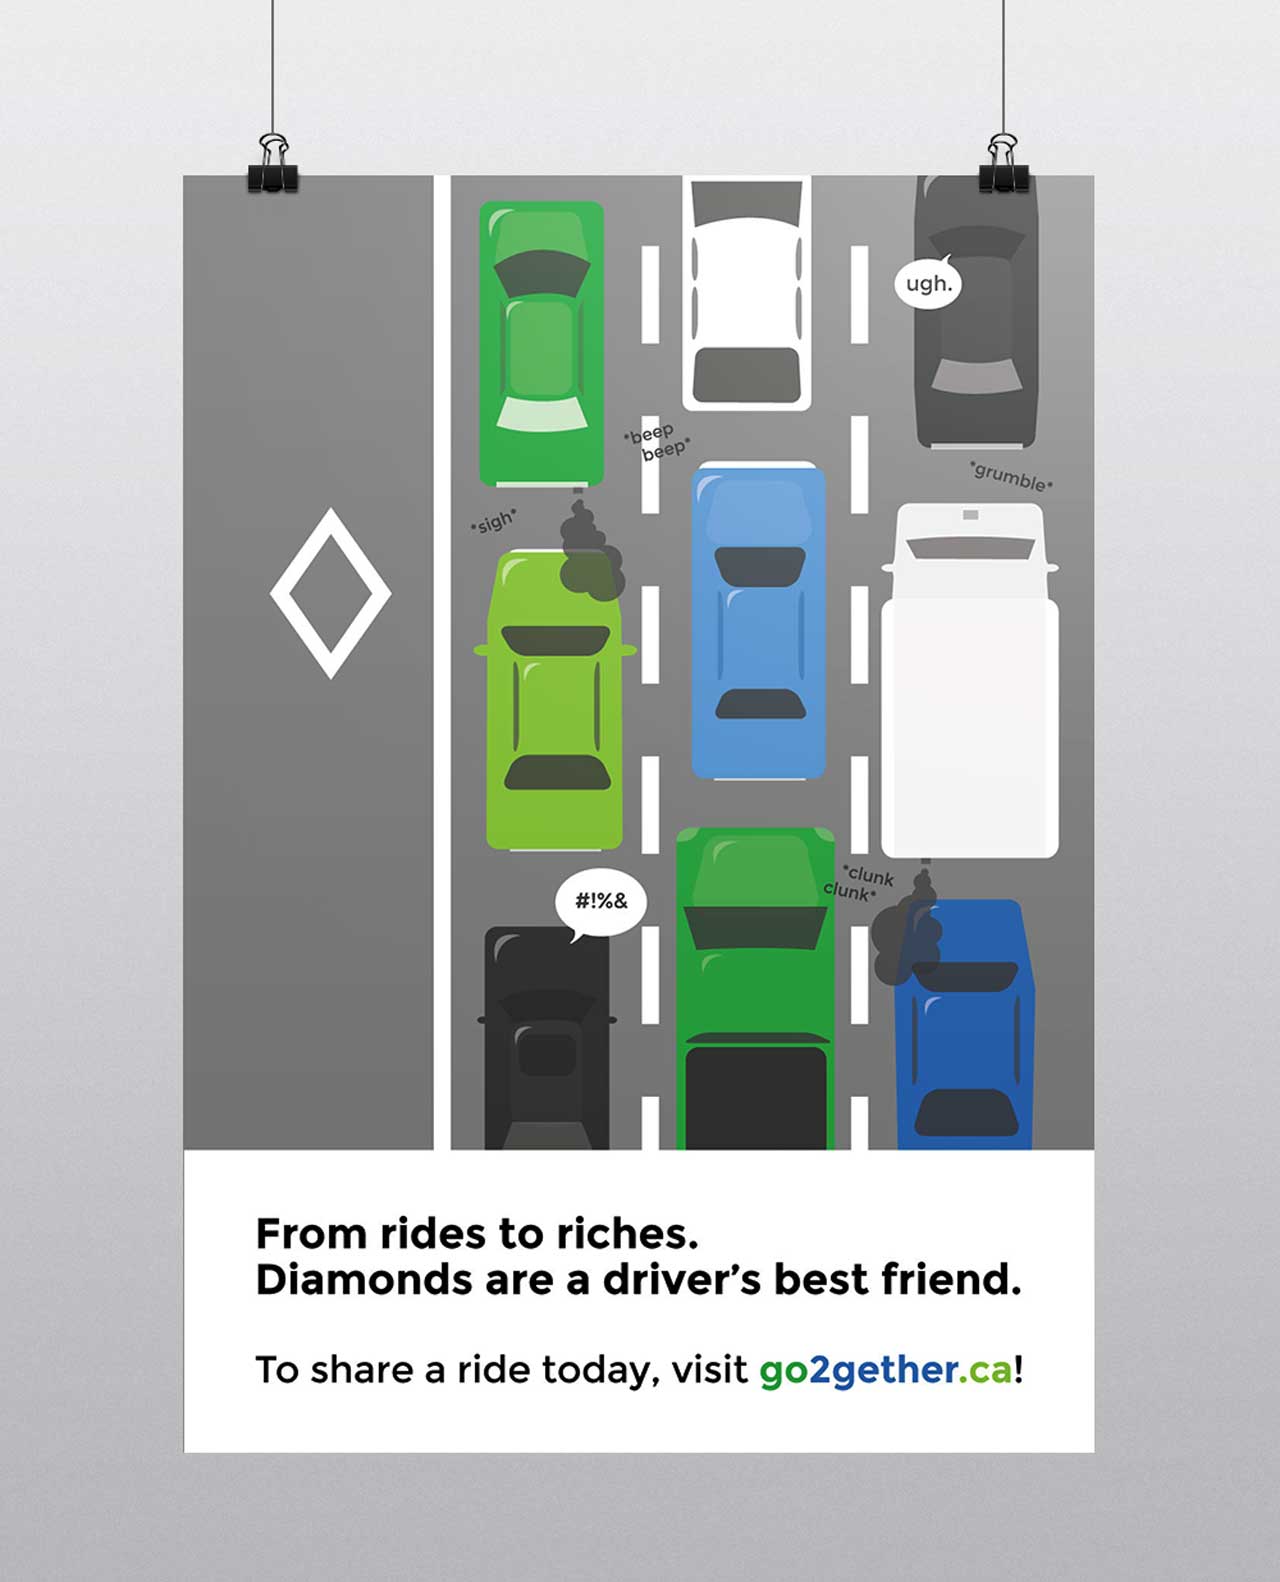 ugh.
*beep
beep*
*grumble*
*sigh*
*clunk
clunk*
#!%&
From rides to riches.
Diamonds are a driver's best friend.
To share a ride today, visit go2gether.ca!